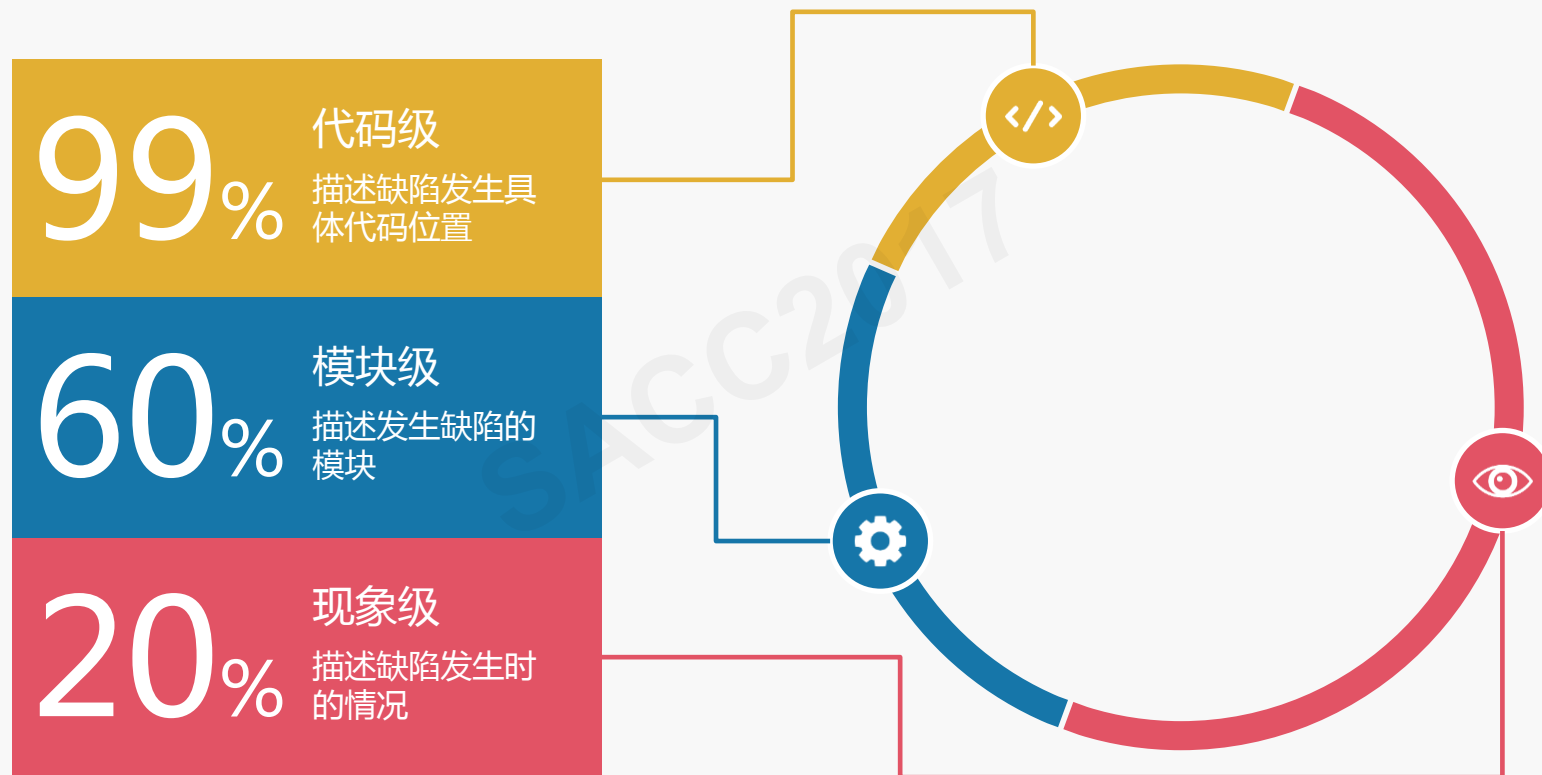 99%
代码级
描述缺陷发生具
体代码位置
60%
模块级
描述发生缺陷的
模块
20%
现象级
描述缺陷发生时
的情况
</>
SACC2017